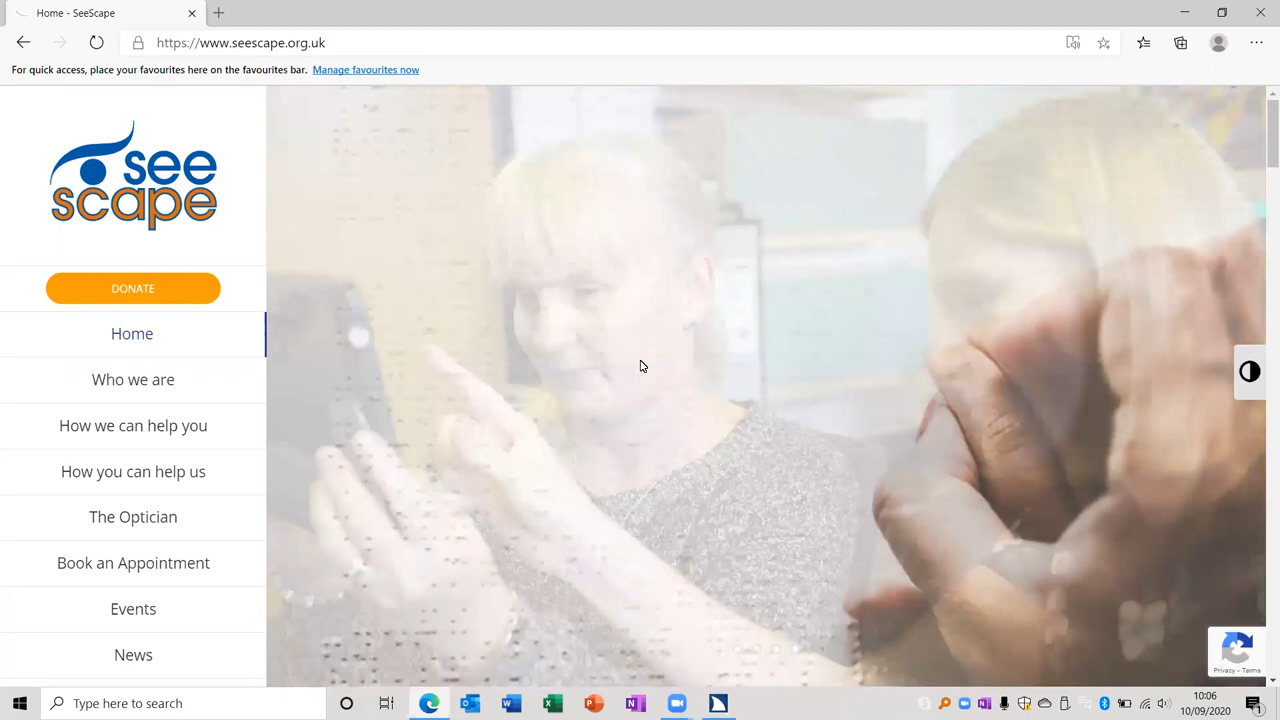 Home - SeeScape
https://www.seescape.org.uk
For quick access, place your favourites here on the favourites bar. Manage favourites now
see
scape
DONATE
Home
Who we are
How we can help you
How you can help us
The Optician
Book an Appointment
Events
News
Privacy - Terms
Type here to search
10:06
10/09/2020